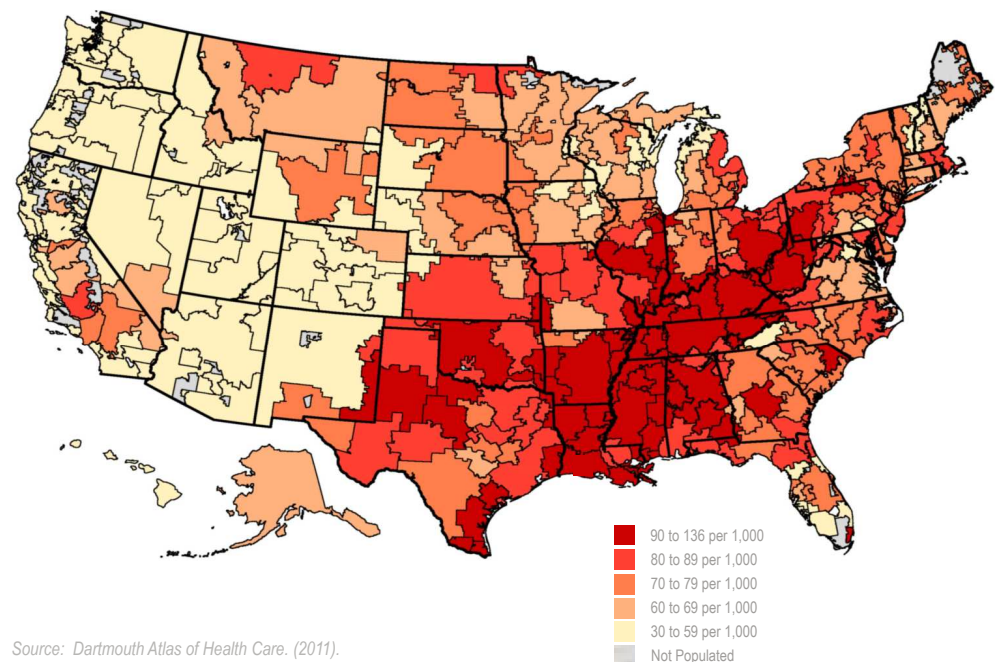 90 to 136 per 1,000
80 to 89 per 1,000
70 to 79 per 1,000
60 to 69 per 1,000
30 to 59 per 1,000
Not Populated
Source: Dartmouth Atlas of Health Care. (2011).